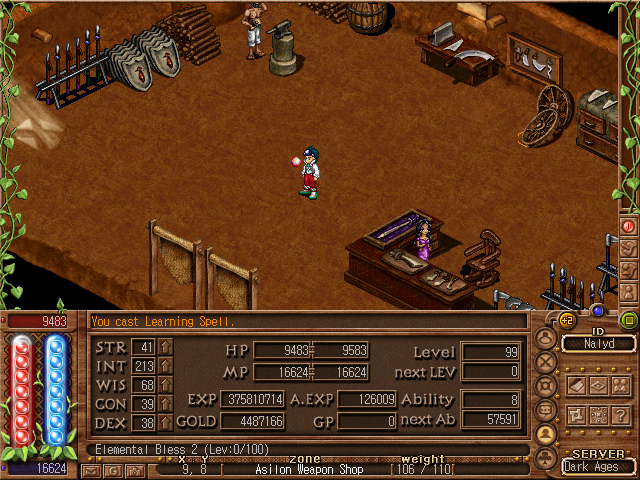 9483
You cast Learning Spell.
+2
ID
Nalyd
STR 41
HP 9483 9583
Level 99
INT 213
MP 16624 16624
next LEV 0
WIS 68
CON 39
EXP 375810714
A.EXP 126009
Ability 8
DEX 38
GOLD 4487166
GP 0
next Ab 57591
Elemental Bless 2 (Lev:0/100)
X Y
zone
weight
SERVER
16624
G
9, 8
Asilon Weapon Shop
[106 / 110]
Dark Ages